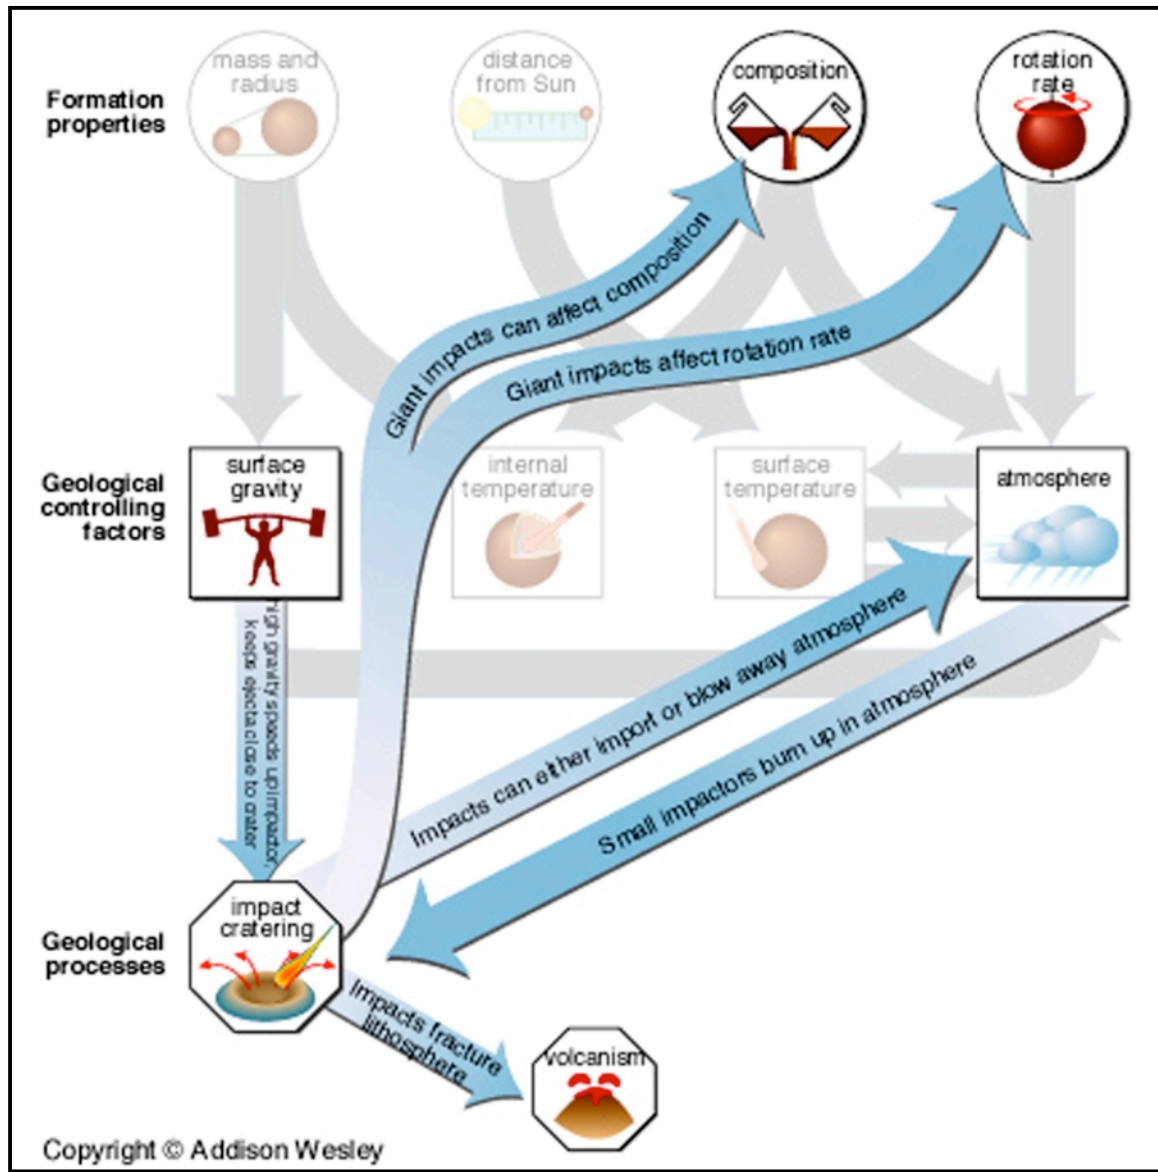 mass and
radius
distance
from Sun
composition
rotation
rate
Formation
properties
Giant impacts can affect composition
Giant impacts affect rotation rate
Geological
controlling
factors
surface
gravity
internal
temperature
surface
temperature
atmosphere
high gravity speeds up impactor,
keeps ejecta close to crater
Impacts can either import or blow away atmosphere
Small impactors burn up in atmosphere
Geological
processes
impact
cratering
Impacts fracture
lithosphere
volcanism
Copyright © Addison Wesley